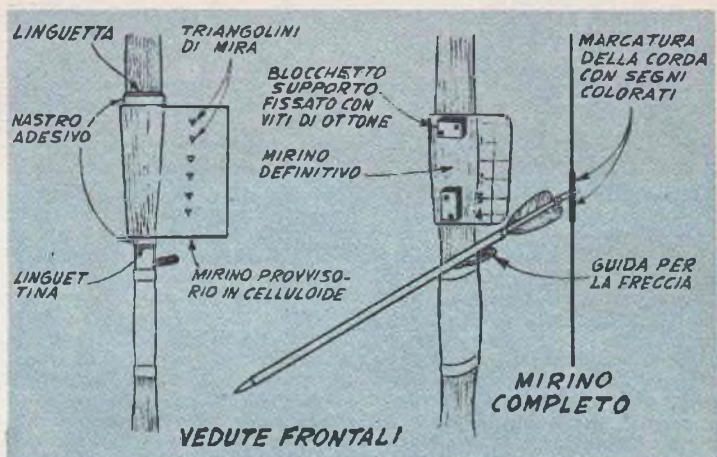 LINGUETTA
TRIANGOLINI
DI MIRA
NASTRO
ADESIVO
LINGUET
TINA
MIRINO PROVVISO-
RIO IN CELLULOIDE
BLOCCHETTO
SUPPORTO
FISSATO CON
VITI DI OTTONE
MIRINO
DEFINITIVO
MARCATURA
DELLA CORDA
CON SEGNI
COLORATI
GUIDA PER
LA FRECCIA
MIRINO
COMPLETO
VEDUTE FRONTALI